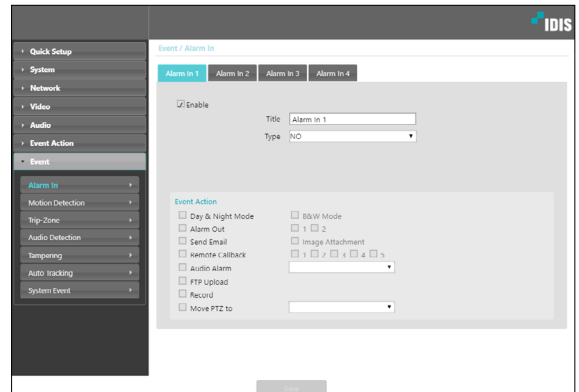 IDIS
Quick Setup
System
Network
Video
Audio
Event Action
Event
Alarm In
Motion Detection
Trip-Zone
Audio Detection
Tampering
Auto Tracking
System Event
Event / Alarm In
Alarm In 1 Alarm In 2 Alarm In 3 Alarm In 4
Enable
Title Alarm In 1
Type NO
Event Action
Day & Night Mode B&W Mode
Alarm Out 1 2
Send Email Image Attachment
Remote Callback 1 2 3 4 5
Audio Alarm
FTP Upload
Record
Move PTZ to
Save